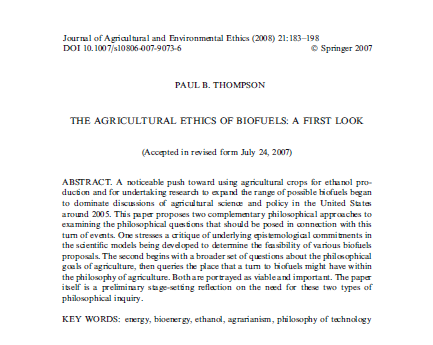 Journal of Agricultural and Environmental Ethics (2008) 21:183–198
DOI 10.1007/s10806-007-9073-6 © Springer 2007
PAUL B. THOMPSON
THE AGRICULTURAL ETHICS OF BIOFUELS: A FIRST LOOK
(Accepted in revised form July 24, 2007)
ABSTRACT. A noticeable push toward using agricultural crops for ethanol pro-
duction and for undertaking research to expand the range of possible biofuels began
to dominate discussions of agricultural science and policy in the United States
around 2005. This paper proposes two complementary philosophical approaches to
examining the philosophical questions that should be posed in connection with this
turn of events. One stresses a critique of underlying epistemological commitments in
the scientific models being developed to determine the feasibility of various biofuels
proposals. The second begins with a broader set of questions about the philosophical
goals of agriculture, then queries the place that a turn to biofuels might have within
the philosophy of agriculture. Both are portrayed as viable and important. The paper
itself is a preliminary stage-setting reflection on the need for these two types of
philosophical inquiry.
KEY WORDS: energy, bioenergy, ethanol, agrarianism, philosophy of technology